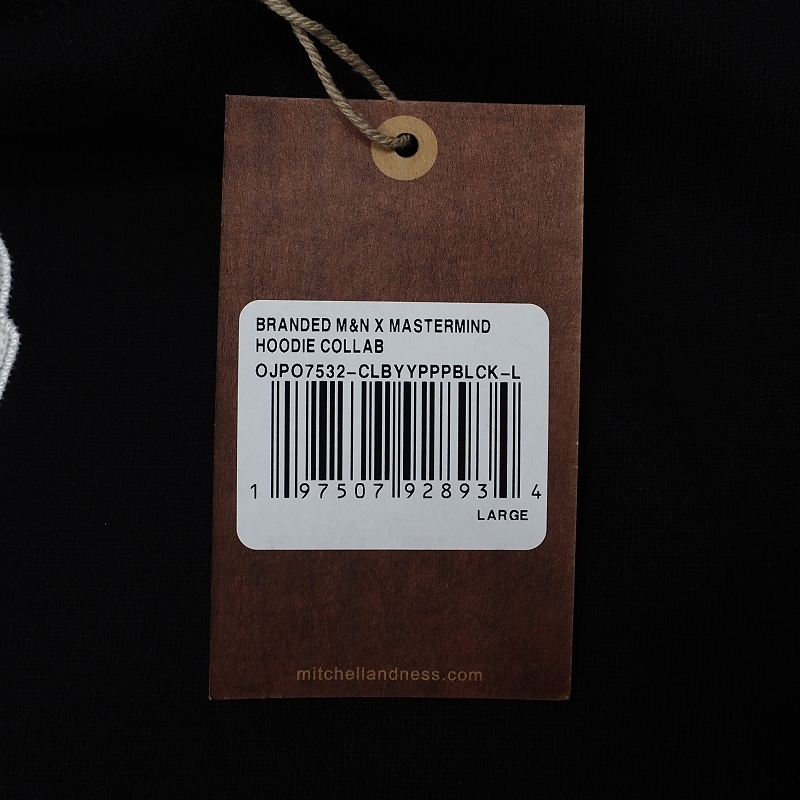 BRANDED M&N X MASTERMIND
HOODIE COLLAB
OJPO7532-CLBYYPPPBLCK-L
1 97507 92893 4
LARGE
mitchellandness.com